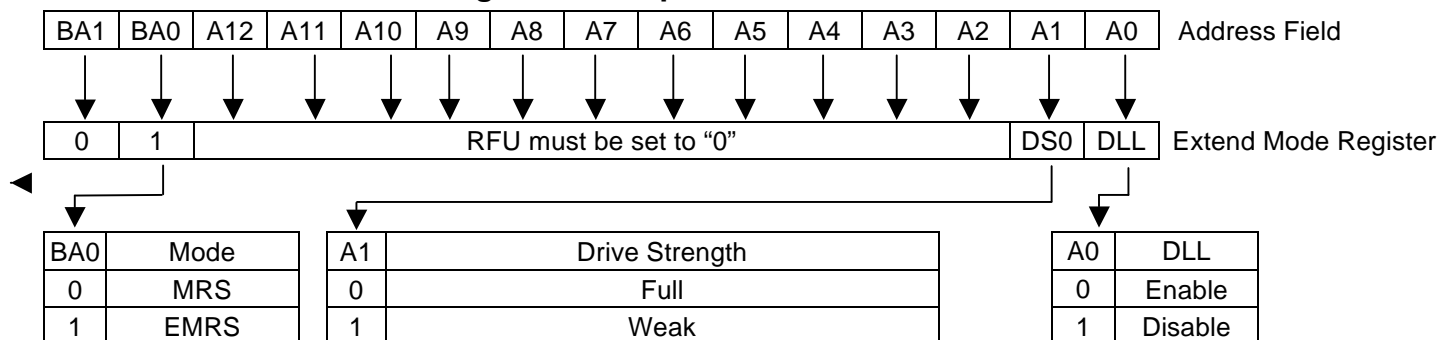 BA1 BA0 A12 A11 A10 A9 A8 A7 A6 A5 A4 A3 A2 A1 A0 Address Field
0 1 RFU must be set to “0” DS0 DLL Extend Mode Register
BA0 Mode A1 Drive Strength A0 DLL
0 MRS 0 Full 0 Enable
1 EMRS 1 Weak 1 Disable